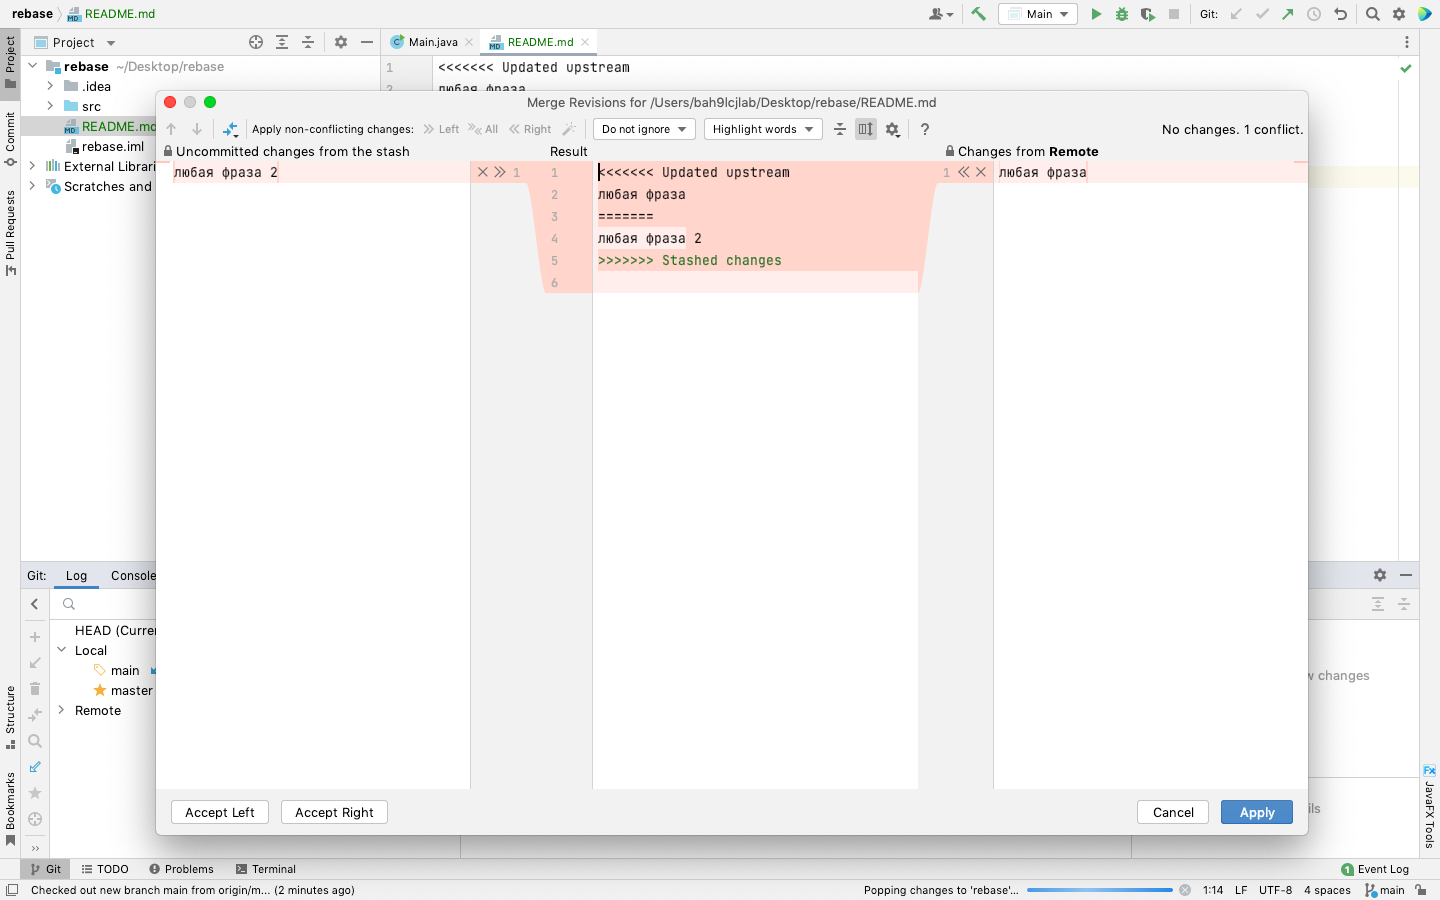 rebase README.md
Main
Git:
Project
Main.java
README.md
rebase ~/Desktop/rebase
.idea
src
README.md
rebase.iml
External Librari
Scratches and
1 <<<<<<< Updated upstream
2 любая фраза
Merge Revisions for /Users/bah9lcjlab/Desktop/rebase/README.md
Apply non-conflicting changes: Left All Right Do not ignore Highlight words ? No changes. 1 conflict.
Uncommitted changes from the stash
Result
Changes from Remote
любая фраза 2
1
1 <<<<<<< Updated upstream
2 любая фраза
3 =======
4 любая фраза 2
5 >>>>>>> Stashed changes
6
1 любая фраза
Accept Left Accept Right Cancel Apply
Git: Log Console
HEAD (Curre
Local
main
master
Remote
w changes
ils
Project
Commit
Pull Requests
Structure
Bookmarks
JavaFX Tools
Git TODO Problems Terminal 1 Event Log
Checked out new branch main from origin/m... (2 minutes ago) Popping changes to 'rebase'... 1:14 LF UTF-8 4 spaces main